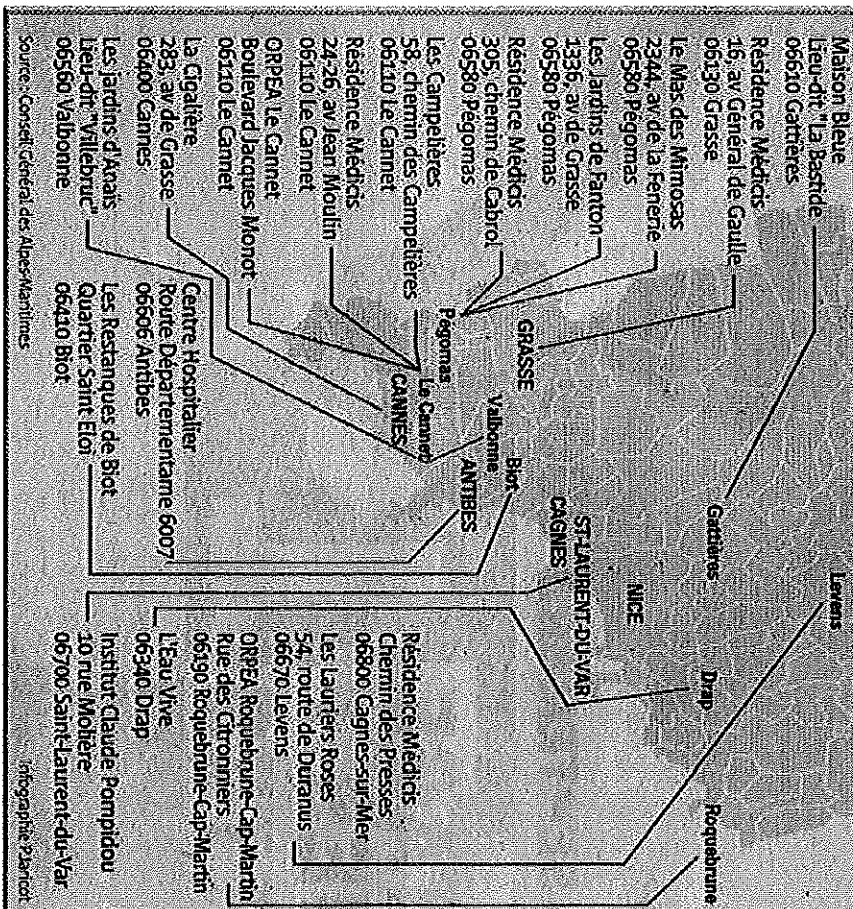 Maison Bleue
Lieu-dit "La Bastide"
06610 Gattières
Résidence Médicis
16, av Général de Gaulle
06330 Grasse
Le Mas des Mimosas
2344, av de la Fènerie
06580 Pégomas
Les Jardins de Fanton
1336, av de Grasse
06580 Pégomas
Résidence Médicis
305, chemin de Cabrol
06580 Pégomas
Les Campelières
58, chemin des Campelières
06110 Le Cannet
Résidence Médicis
24-26, av Jean Moulin
06110 Le Cannet
ORPEA Le Cannet
Boulevard Jacques Monot
06110 Le Cannet
La Cigalière
283, av de Grasse
06400 Cannes
Les Jardins d'Anaïs
Lieu-dit "Villebruc"
06560 Valbonne
Centre Hospitalier
Route Départementame 6007
06606 Antibes
Les Restanques de Biot
Quartier Saint Eloi
06410 Biot
Résidence Médicis
Chemin des Presses
06800 Cagnes-sur-Mer
Les Lauriers Roses
54, route de Duranus
06670 Levens
ORPEA Roquebrune-Cap-Martin
Rue des Citronniers
06190 Roquebrune-Cap-Martin
L'Eau Vive
06340 Drap
Institut Claude Pompidou
10 rue Molière
06700 Saint-Laurent-du-Var
Levens
Gattières
Drap
Roquebrune
NICE
ST-LAURENT-DU-VAR
CAGNES
GRASSE
Biot
Valbonne
ANTIBES
Pégomas
Le Cannet
CANNES
Source : Conseil Général des Alpes-Maritimes
Infographie P.Janicot